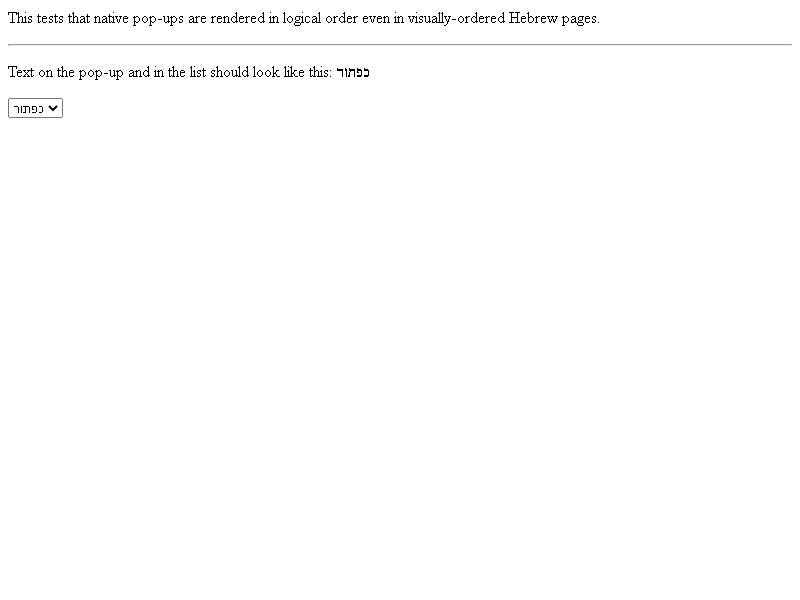 This tests that native pop-ups are rendered in logical order even in visually-ordered Hebrew pages.
Text on the pop-up and in the list should look like this: כפתור
כפתור